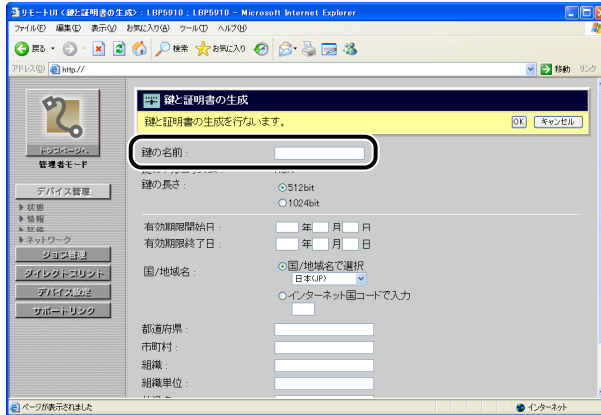 リモートUI <鍵と証明書の生成> : LBP5910 ; LBP5910 - Microsoft Internet Explorer
ファイル(F) 編集(E) 表示(V) お気に入り(A) ツール(T) ヘルプ(H)
戻る 検索 お気に入り
アドレス(D) http:// 移動 リンク
トップページへ
管理者モード
デバイス管理
状態
情報
ネットワーク
ジョブ管理
ダイレクトプリント
デバイス設定
サポートリンク
鍵と証明書の生成
鍵と証明書の生成を行ないます。 OK キャンセル
鍵の名前 :
鍵の長さ : 512bit
1024bit
有効期限開始日 : 年 月 日
有効期限終了日 : 年 月 日
国/地域名 : 国/地域名で選択
日本(JP)
インターネット国コードで入力
都道府県 :
市町村 :
組織 :
組織単位 :
ページが表示されました インターネット